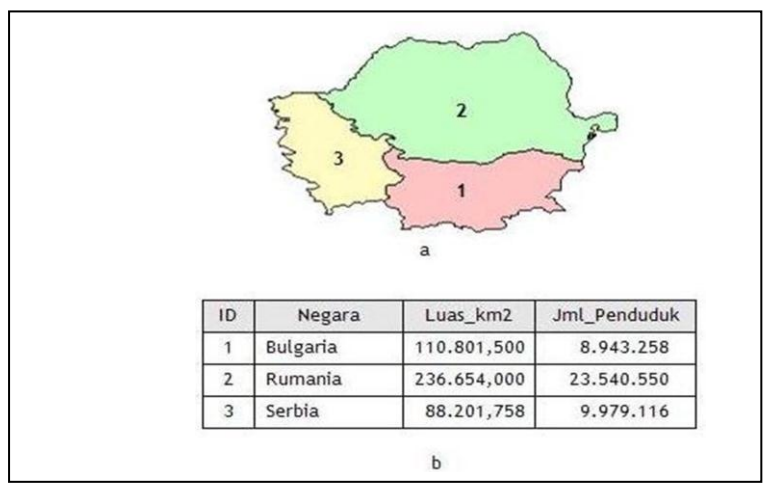 2
3
1
a
ID Negara Luas_km2 Jml_Penduduk
1 Bulgaria 110.801,500 8.943.258
2 Rumania 236.654,000 23.540.550
3 Serbia 88.201,758 9.979.116
b